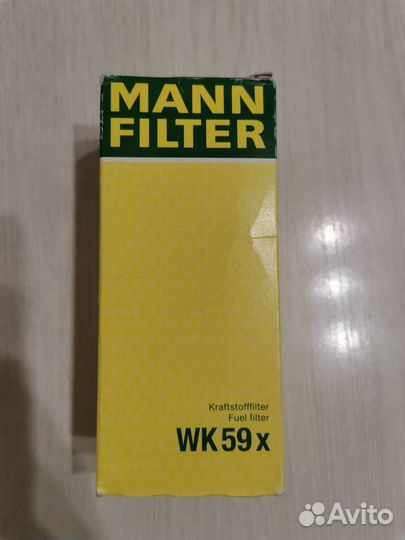 MANN
FILTER
Kraftstofffilter
Fuel filter
WK 59 x
Avito